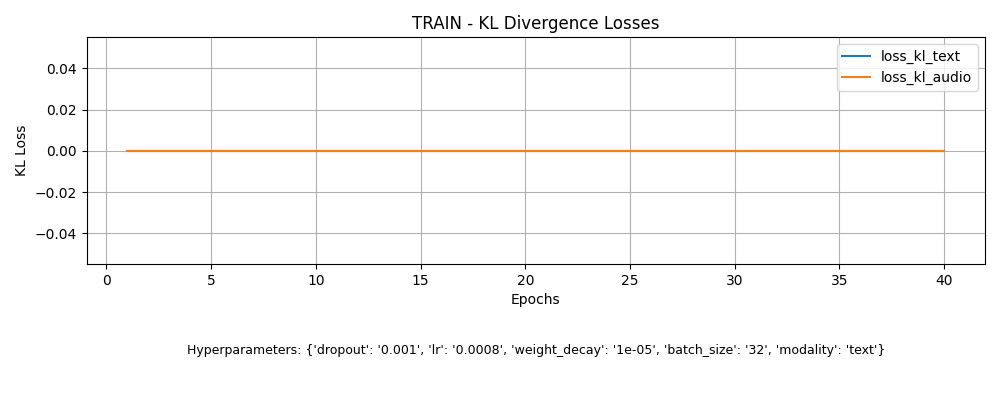 TRAIN - KL Divergence Losses
loss_kl_text
loss_kl_audio
KL Loss
0.04
0.02
0.00
−0.02
−0.04
0 5 10 15 20 25 30 35 40
Epochs
Hyperparameters: {'dropout': '0.001', 'lr': '0.0008', 'weight_decay': '1e-05', 'batch_size': '32', 'modality': 'text'}